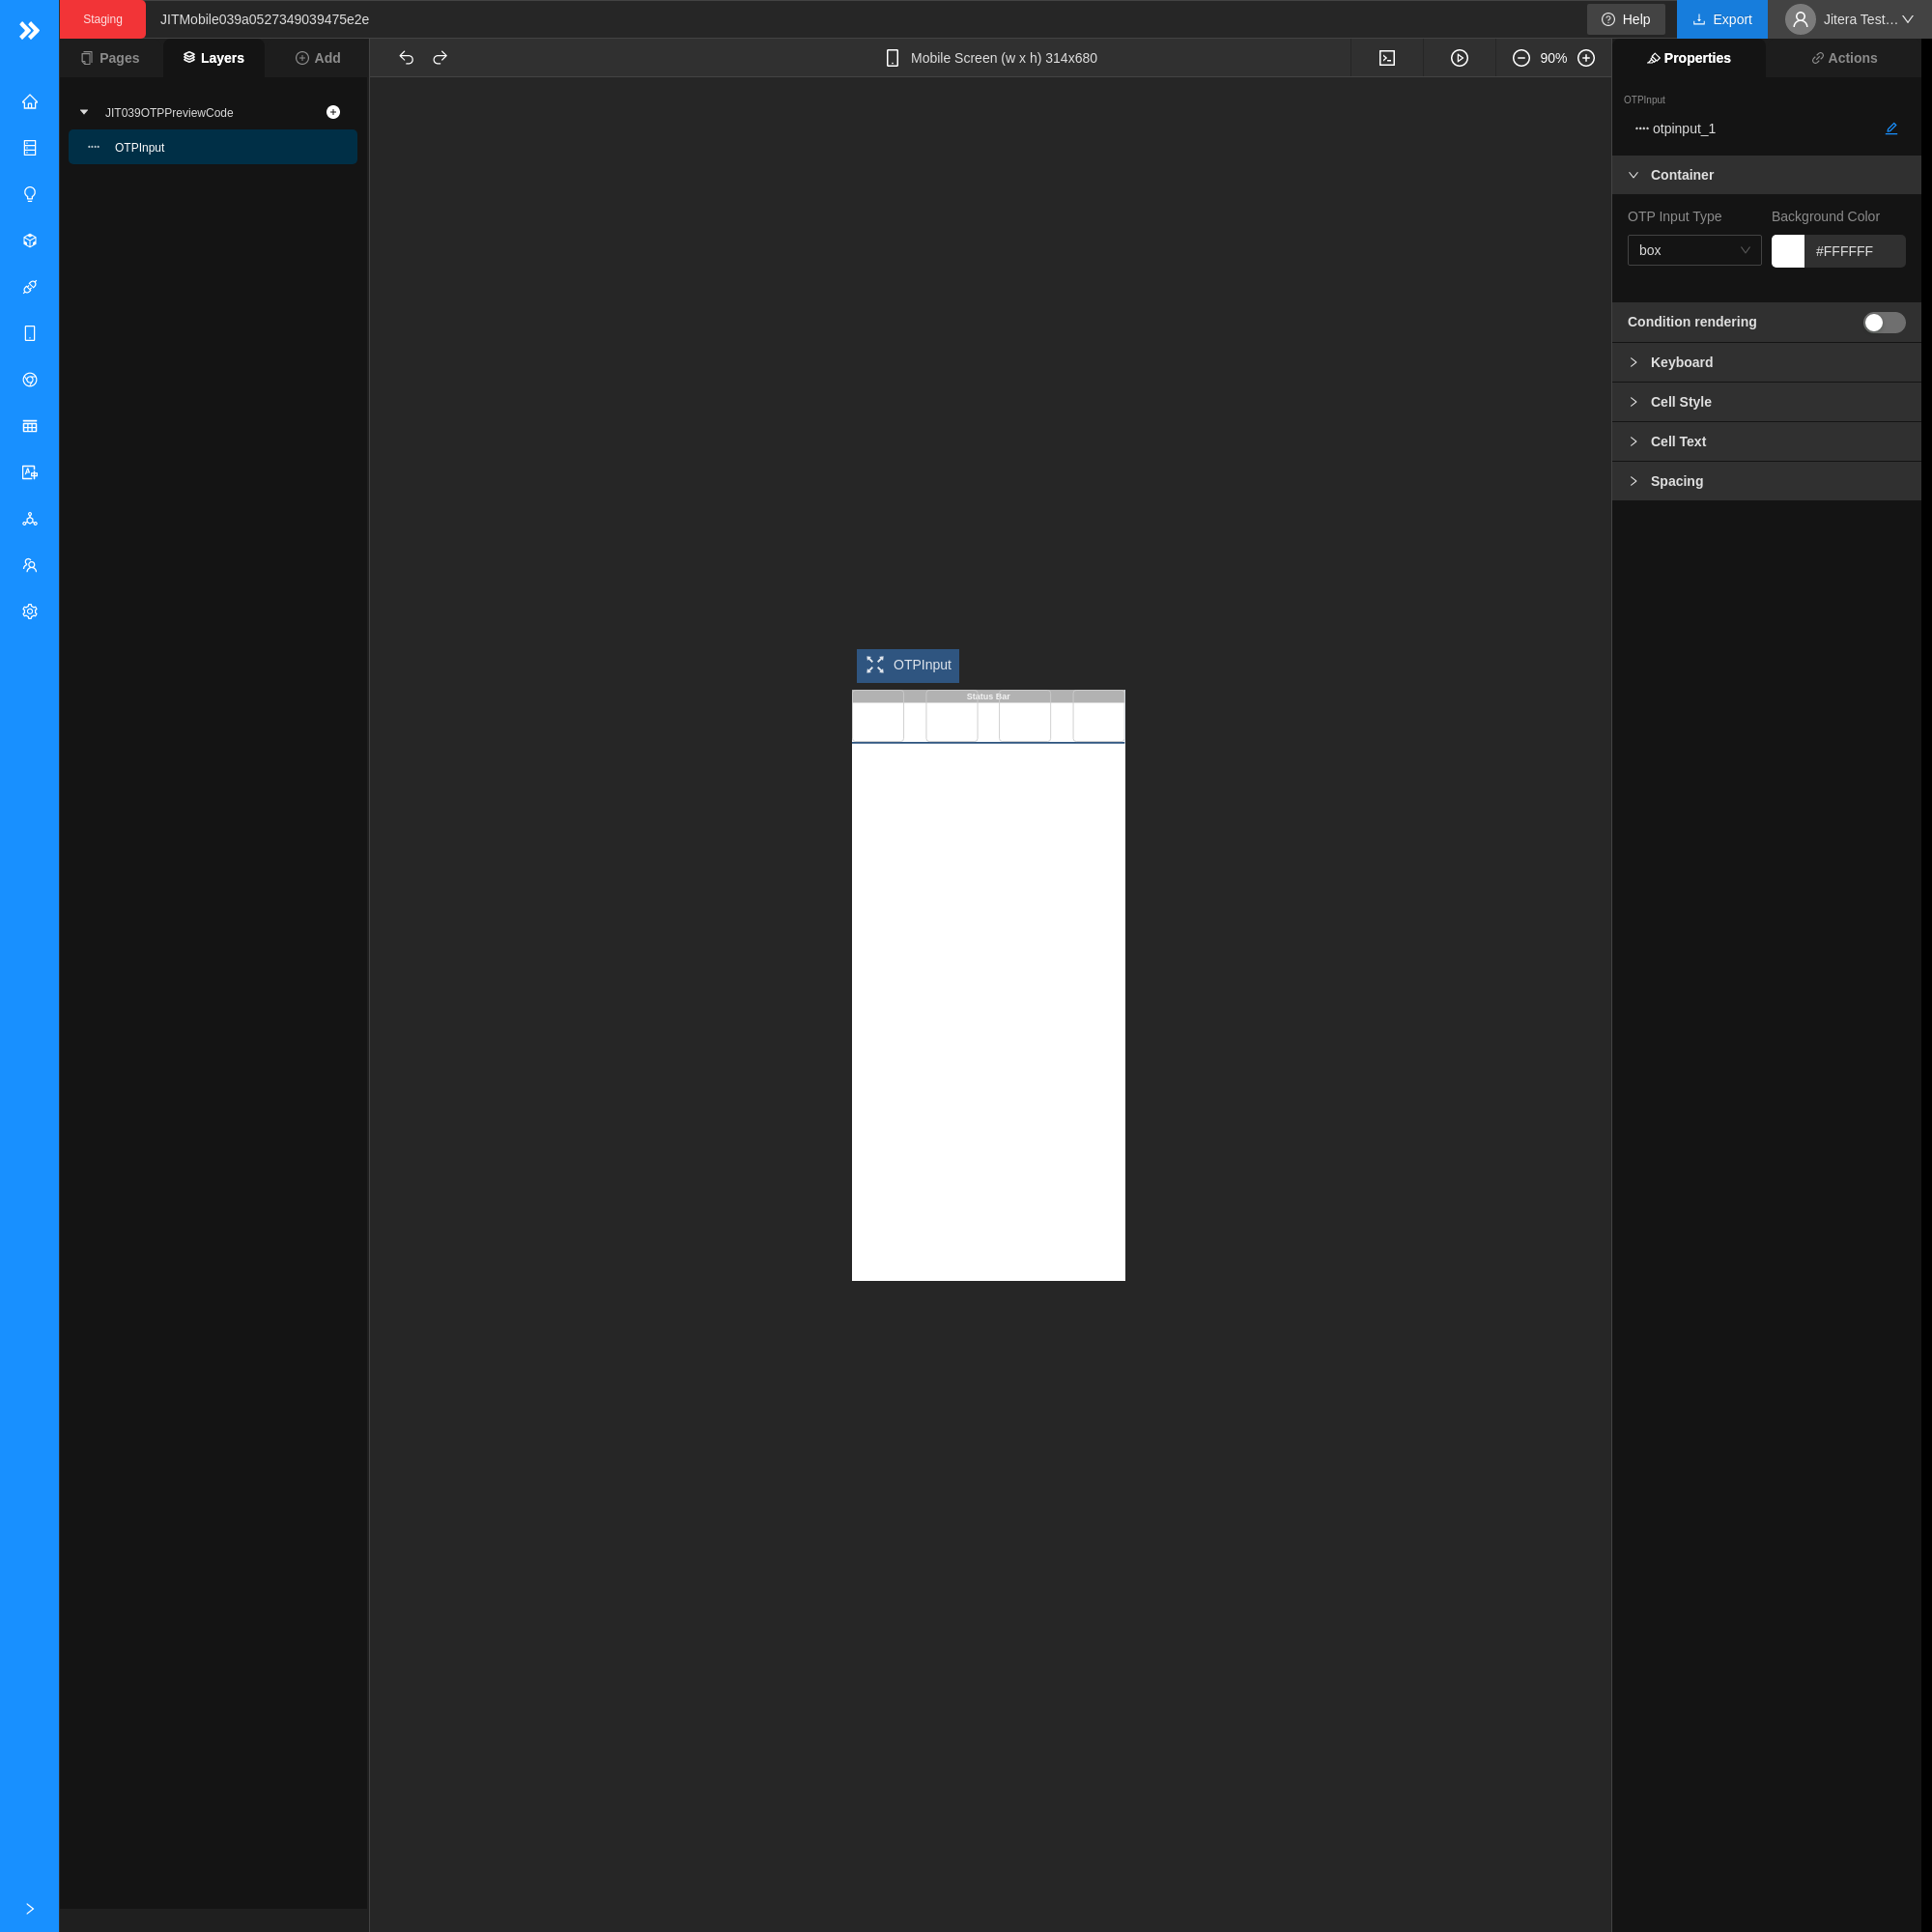 Staging
JITMobile039a0527349039475e2e
Help
Export
Jitera Test…
Pages
Layers
Add
Mobile Screen (w x h) 314x680
90%
Properties
Actions
JIT039OTPPreviewCode
OTPInput
OTPInput
otpinput_1
Container
OTP Input Type
Background Color
box
#FFFFFF
Condition rendering
Keyboard
Cell Style
Cell Text
Spacing
OTPInput
Status Bar